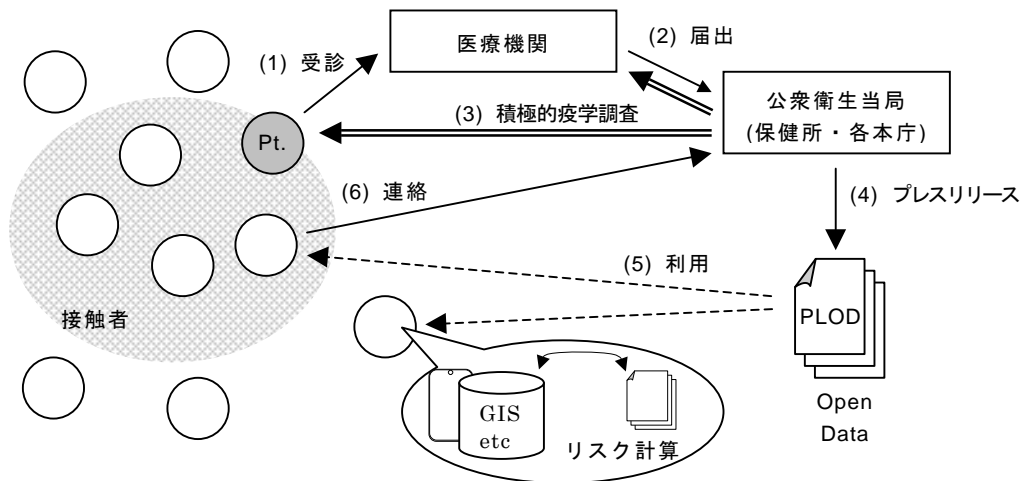 医療機関
(1) 受診
(2) 届出
公衆衛生当局
(保健所・各本庁)
(3) 積極的疫学調査
Pt.
(6) 連絡
(4) プレスリリース
(5) 利用
接触者
PLOD
Open
Data
GIS
etc
リスク計算